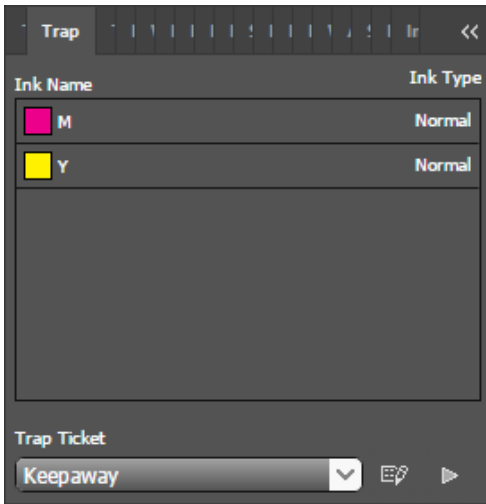 Trap
Ink Name Ink Type
M Normal
Y Normal
Trap Ticket
Keepaway